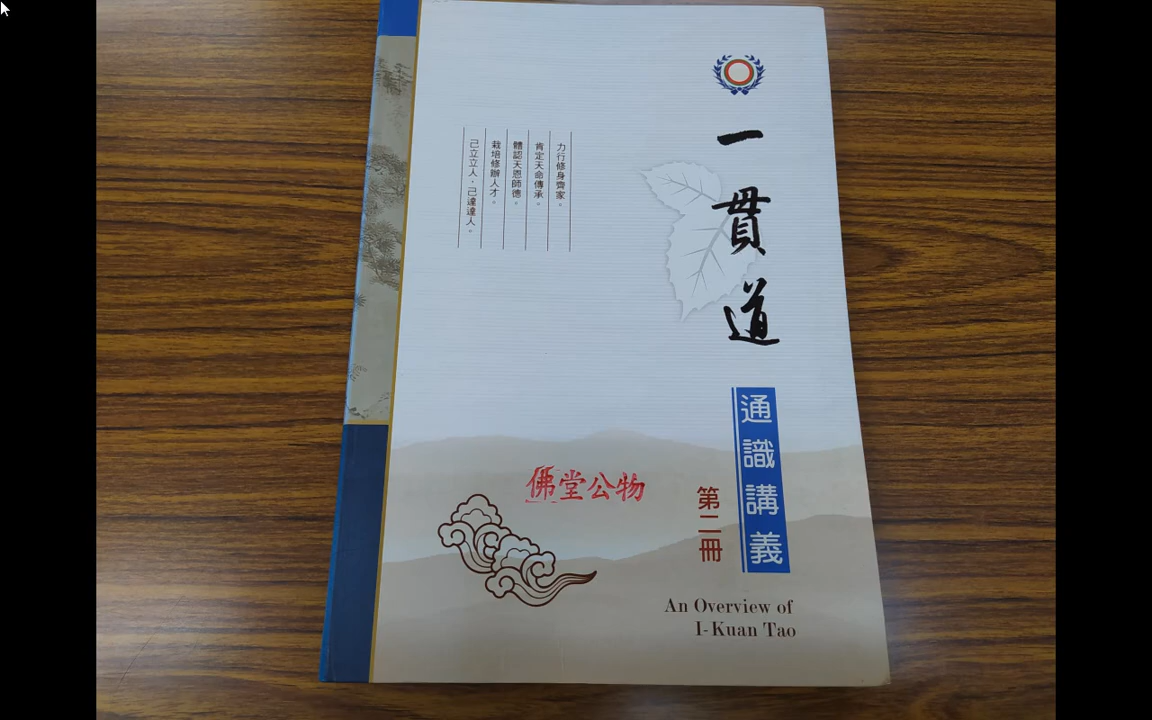 一貫道
通識講義
第二冊
力行修身齊家。
肯定天命傳承。
體認天恩師德。
栽培修辦人才。
己立立人、己達達人。
佛堂公物
An Overview of
I-Kuan Tao